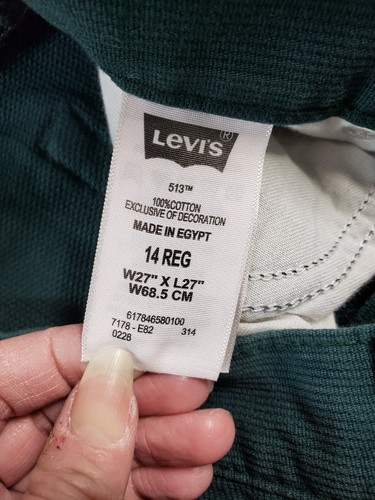 Levi's®
513™
100%COTTON
EXCLUSIVE OF DECORATION
MADE IN EGYPT
14 REG
W27" X L27"
W68.5 CM
617846580100
7178 - E82 314
0228